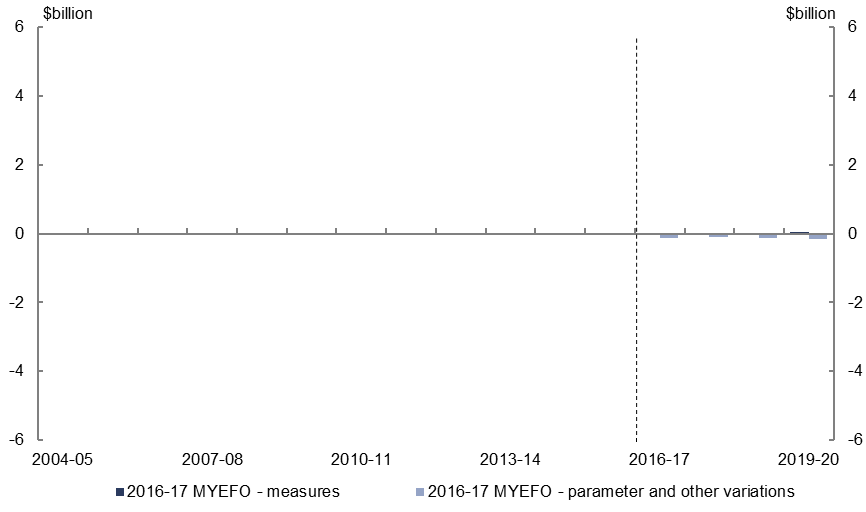 $billion $billion
6 6
4 4
2 2
0 0
-2 -2
-4 -4
-6 -6
2004-05 2007-08 2010-11 2013-14 2016-17 2019-20
2016-17 MYEFO - measures 2016-17 MYEFO - parameter and other variations